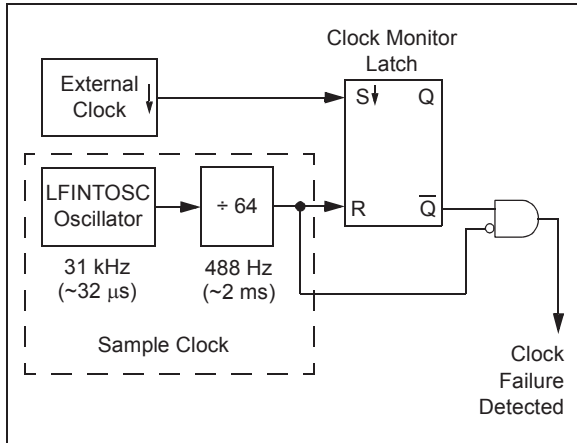 Clock Monitor
Latch
External
Clock
S
Q
LFINTOSC
Oscillator
÷ 64
R
Q̅
31 kHz
(~32 μs)
488 Hz
(~2 ms)
Sample Clock
Clock
Failure
Detected